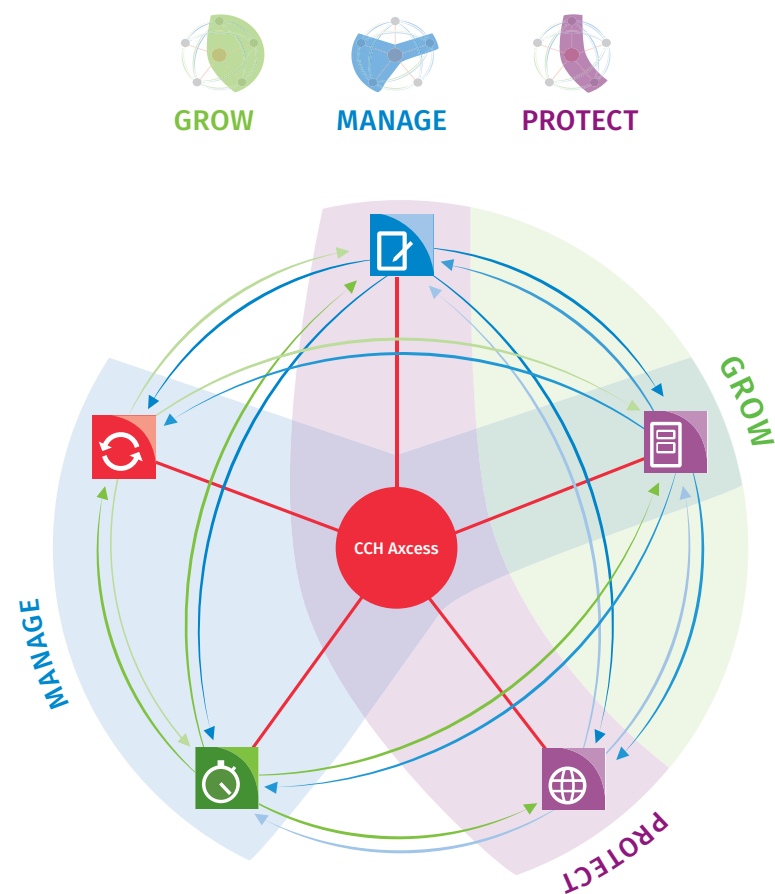 GROW
MANAGE
PROTECT
GROW
CCH Axcess
MANAGE
PROTECT